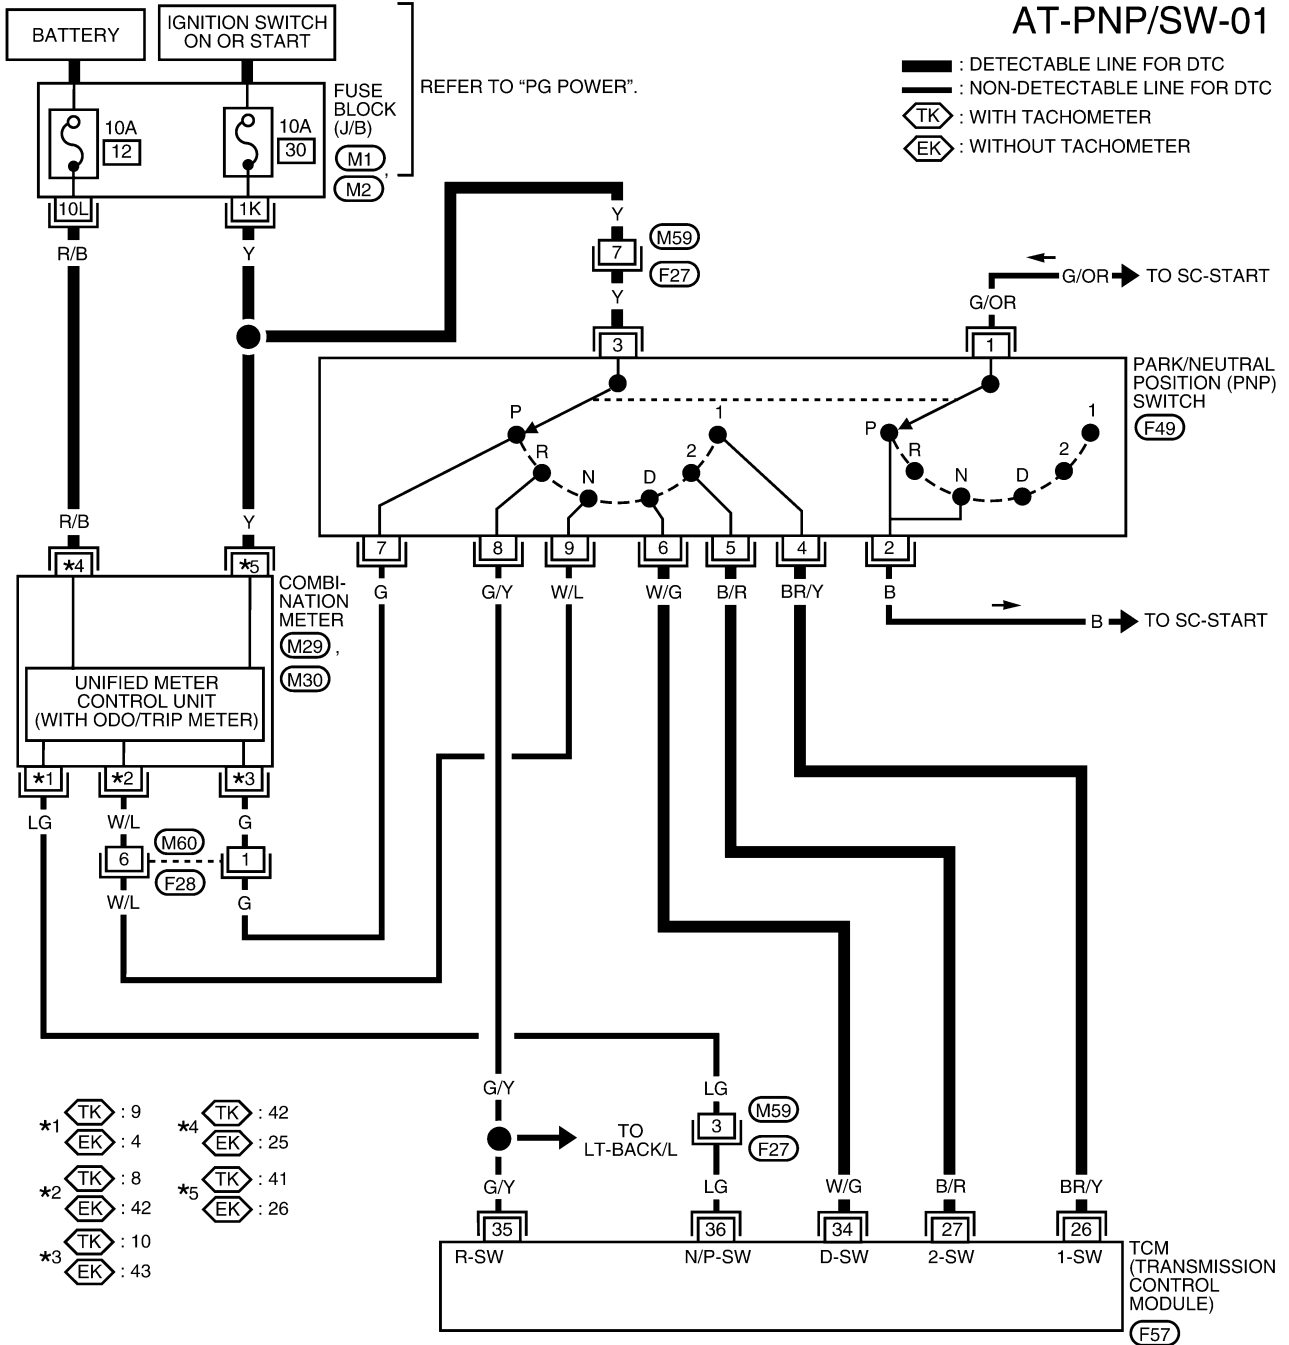 AT-PNP/SW-01
BATTERY
IGNITION SWITCH
ON OR START
REFER TO “PG POWER”.
: DETECTABLE LINE FOR DTC
: NON-DETECTABLE LINE FOR DTC
TK : WITH TACHOMETER
EK : WITHOUT TACHOMETER
FUSE
BLOCK
(J/B)
M1 ,
M2
10A
12
10A
30
10L
1K
R/B
Y
Y
7
M59
F27
Y
3
G/OR
TO SC-START
G/OR
1
PARK/NEUTRAL
POSITION (PNP)
SWITCH
F49
P
R
N
D
2
1
P
R
N
D
2
1
R/B
Y
*4
*5
7
8
9
6
5
4
2
G
G/Y
W/L
W/G
B/R
BR/Y
B
B
TO SC-START
COMBI-
NATION
METER
M29 ,
M30
UNIFIED METER
CONTROL UNIT
(WITH ODO/TRIP METER)
*1
*2
*3
LG
W/L
G
6
M60
F28
1
W/L
G
G/Y
TO
LT-BACK/L
G/Y
LG
3
M59
F27
LG
W/G
B/R
BR/Y
*1
TK : 9
EK : 4
*2
TK : 8
EK : 42
*3
TK : 10
EK : 43
*4
TK : 42
EK : 25
*5
TK : 41
EK : 26
35
36
34
27
26
R-SW
N/P-SW
D-SW
2-SW
1-SW
TCM
(TRANSMISSION
CONTROL
MODULE)
F57